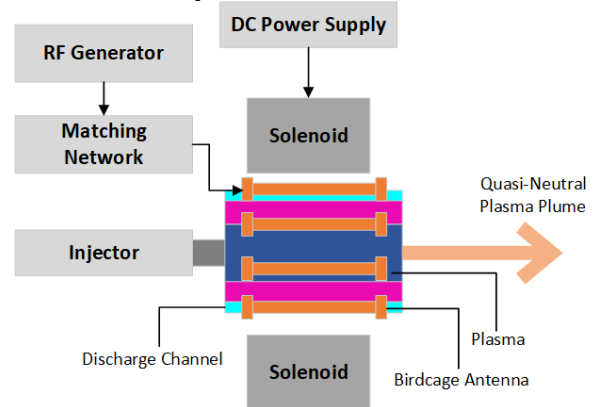 DC Power Supply
RF Generator
Matching
Network
Solenoid
Quasi-Neutral
Plasma Plume
Injector
Plasma
Discharge Channel
Solenoid
Birdcage Antenna